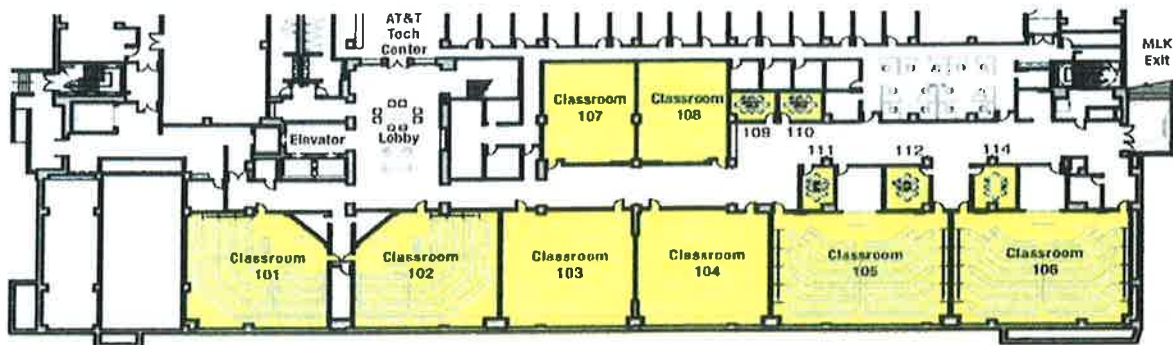 AT&T
Tech
Center
MLK
Exit
Classroom
107
Classroom
108
109
110
Elevator
Lobby
111
112
114
Classroom
101
Classroom
102
Classroom
103
Classroom
104
Classroom
105
Classroom
106